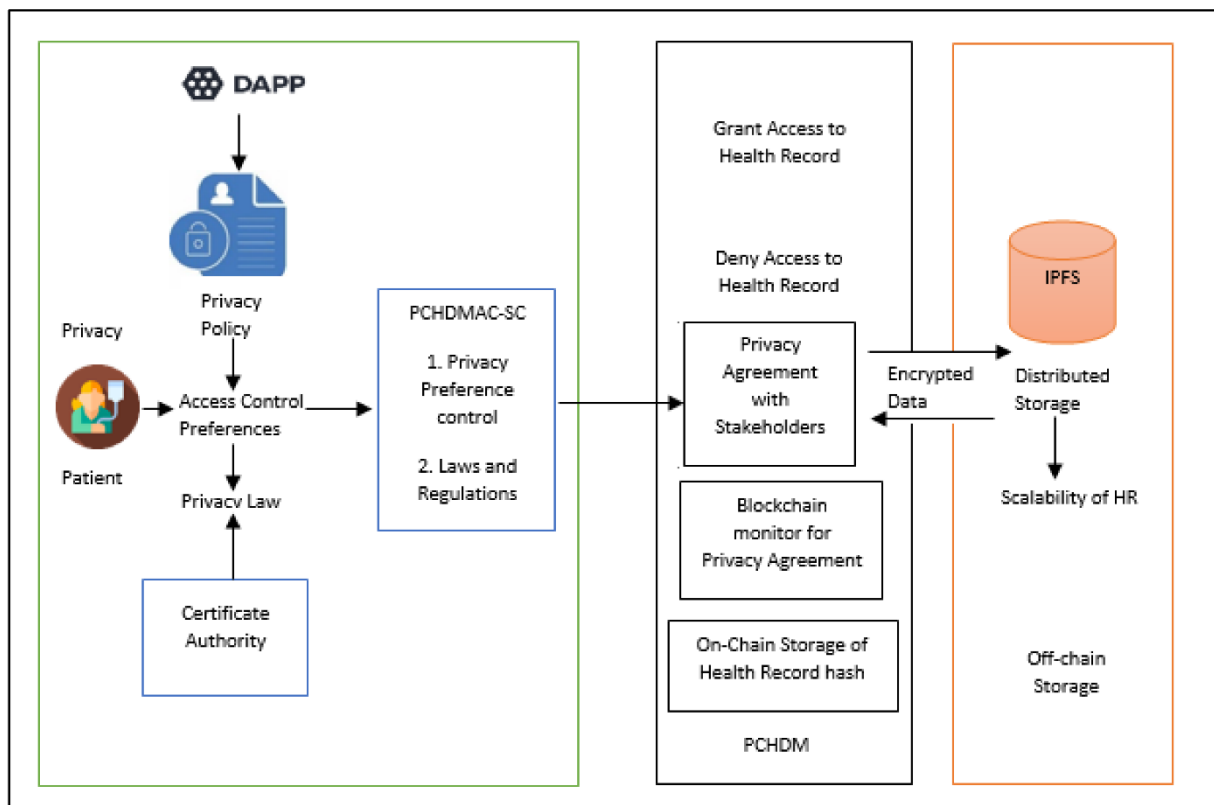 DAPP
Privacy
Policy
Privacy
Patient
Access Control
Preferences
Privacy Law
Certificate
Authority
PCHDMAC-SC
1. Privacy
Preference
control
2. Laws and
Regulations
Grant Access to
Health Record
Deny Access to
Health Record
Privacy
Agreement
with
Stakeholders
Blockchain
monitor for
Privacy Agreement
On-Chain Storage of
Health Record hash
PCHDM
Encrypted
Data
IPFS
Distributed
Storage
Scalability of HR
Off-chain
Storage